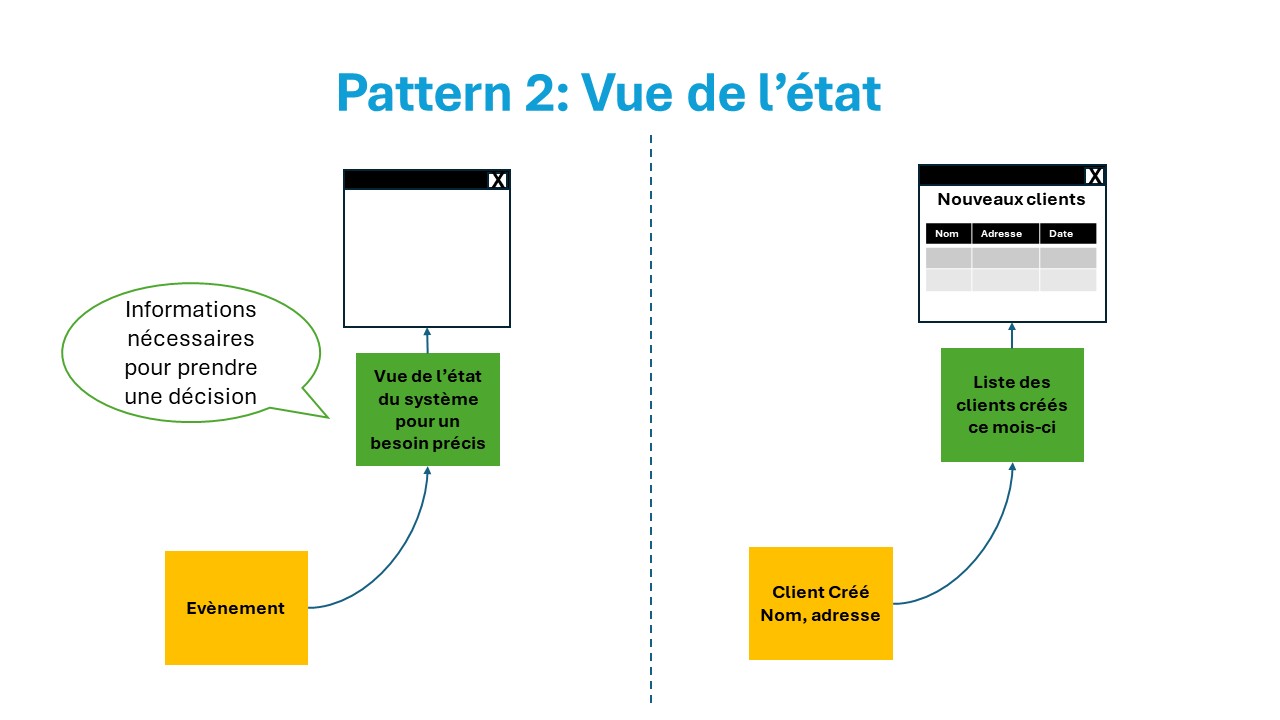 Pattern 2: Vue de l’état
X
Informations
nécessaires
pour prendre
une décision
Vue de l’état
du système
pour un
besoin précis
Evènement
X
Nouveaux clients
Nom Adresse Date
Liste des
clients créés
ce mois-ci
Client Créé
Nom, adresse